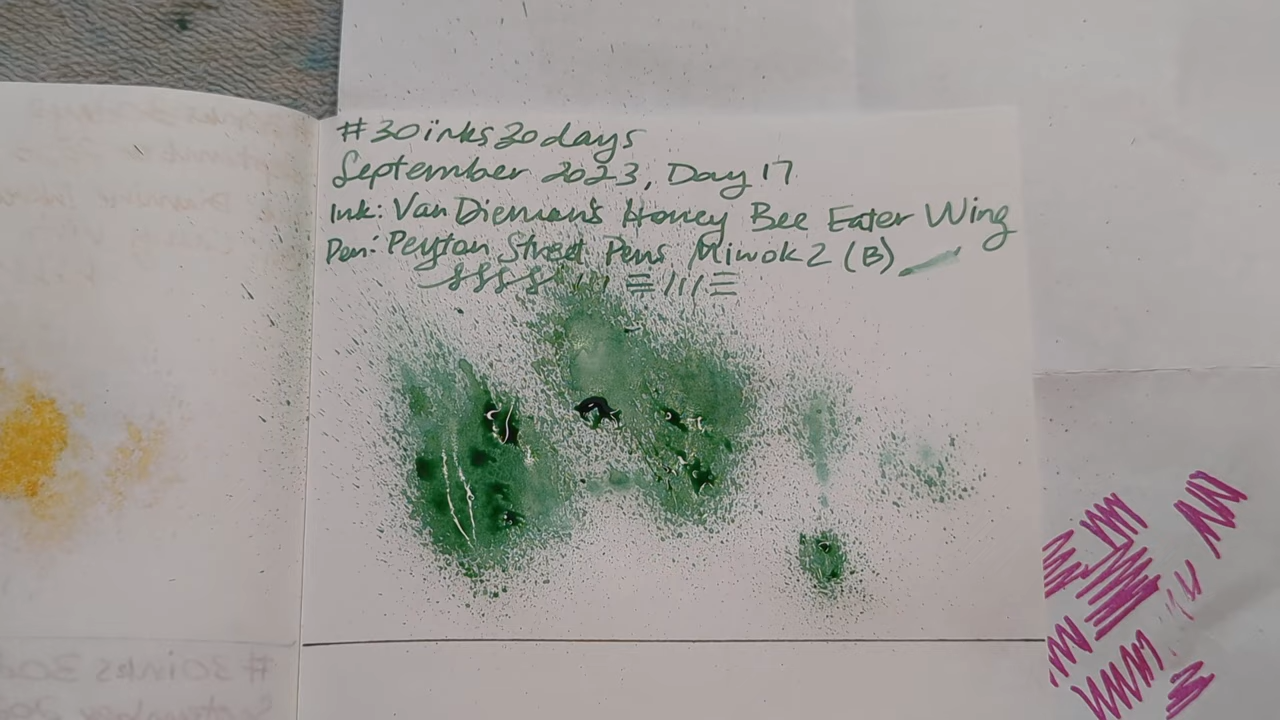 #30inks30days
September 2023, Day 17
Ink: Van Dieman's Honey Bee Eater Wing
Pen: Peyton Street Pens Miwok 2 (B)